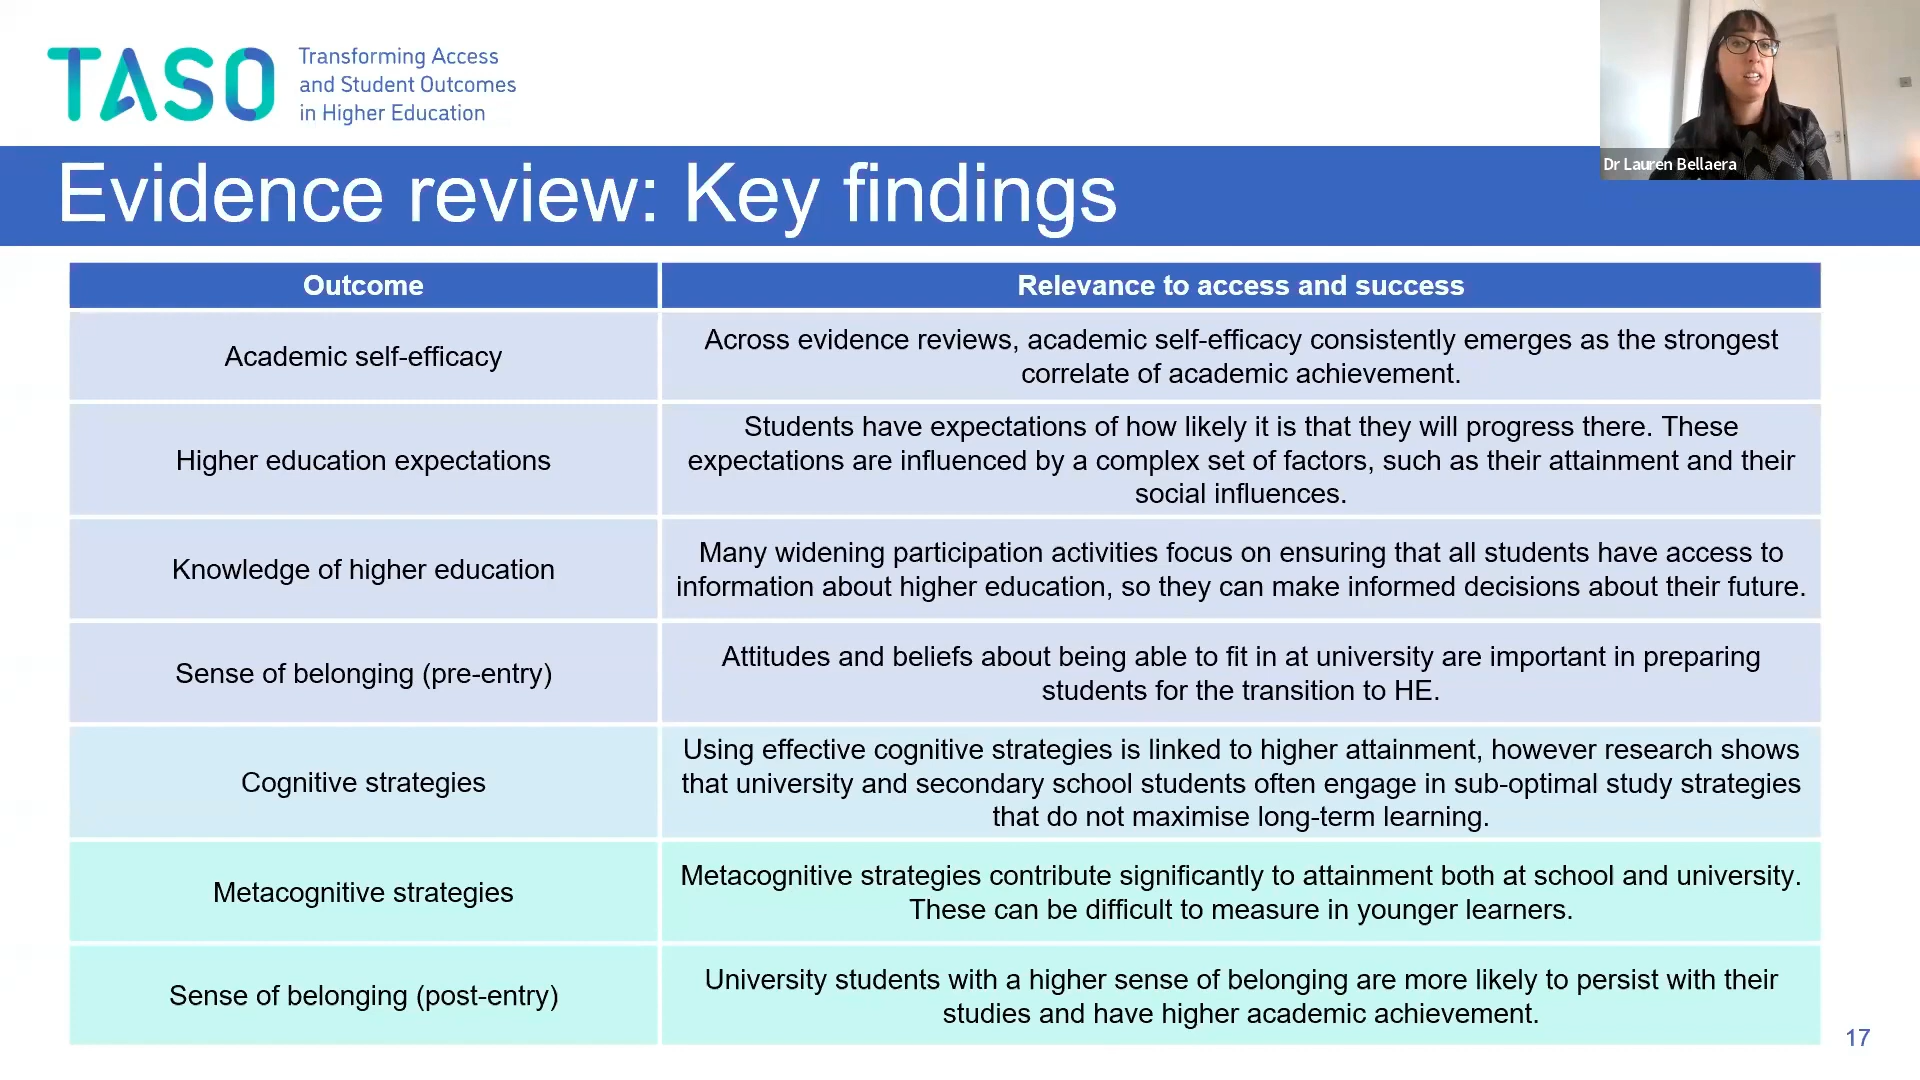 TASO
Transforming Access
and Student Outcomes
in Higher Education
Dr Lauren Bellaera
Evidence review: Key findings
Outcome
Relevance to access and success
Academic self-efficacy
Across evidence reviews, academic self-efficacy consistently emerges as the strongest
correlate of academic achievement.
Higher education expectations
Students have expectations of how likely it is that they will progress there. These
expectations are influenced by a complex set of factors, such as their attainment and their
social influences.
Knowledge of higher education
Many widening participation activities focus on ensuring that all students have access to
information about higher education, so they can make informed decisions about their future.
Sense of belonging (pre-entry)
Attitudes and beliefs about being able to fit in at university are important in preparing
students for the transition to HE.
Cognitive strategies
Using effective cognitive strategies is linked to higher attainment, however research shows
that university and secondary school students often engage in sub-optimal study strategies
that do not maximise long-term learning.
Metacognitive strategies
Metacognitive strategies contribute significantly to attainment both at school and university.
These can be difficult to measure in younger learners.
Sense of belonging (post-entry)
University students with a higher sense of belonging are more likely to persist with their
studies and have higher academic achievement.
17